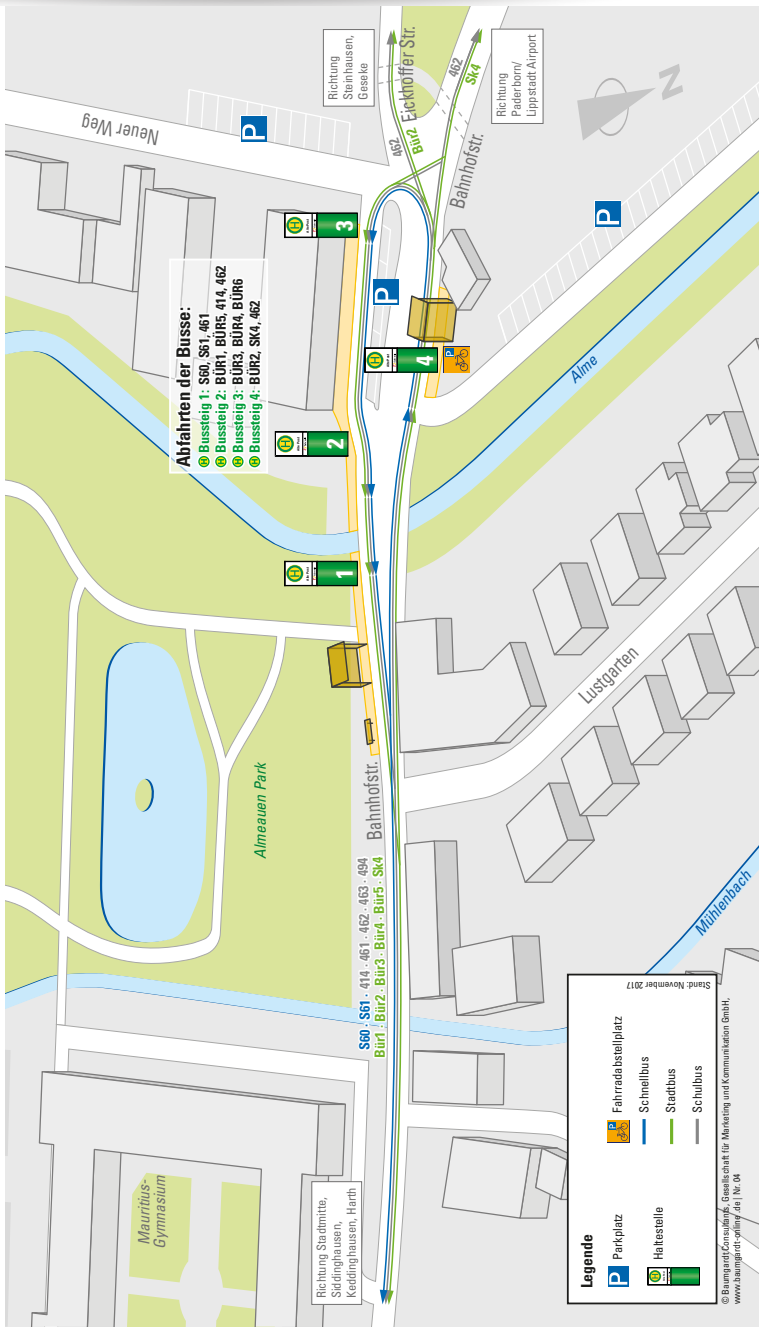 Abfahrten der Busse:
H Bussteig 1: S60, S61, 461
H Bussteig 2: BÜR1, BÜR5, 414, 462
H Bussteig 3: BÜR3, BÜR4, BÜR6
H Bussteig 4: BÜR2, SK4, 462
Richtung
Steinhausen,
Geseke
Richtung
Paderborn/
Lippstadt Airport
Neuer Weg
P
Eickhoffer Str.
462
Bür2
462
Sk4
Bahnhofstr.
N
P
P
H
3
H
2
H
1
H
4
P
Alme
Almeauen Park
Bahnhofstr.
Lustgarten
Mühlenbach
S60 · S61 · 414 · 461 · 462 · 463 · 494
Bür1 · Bür2 · Bür3 · Bür4 · Bür5 · Sk4
Mauritius-
Gymnasium
Richtung Stadtmitte,
Siddinghausen,
Keddinghausen, Harth
Legende
P Parkplatz
H Haltestelle
P Fahrradabstellplatz
Schnellbus
Stadtbus
Schulbus
Stand: November 2017
© Baumgardt Consultants, Gesellschaft für Marketing und Kommunikation GmbH,
www.baumgardt-online.de | Nr. 04